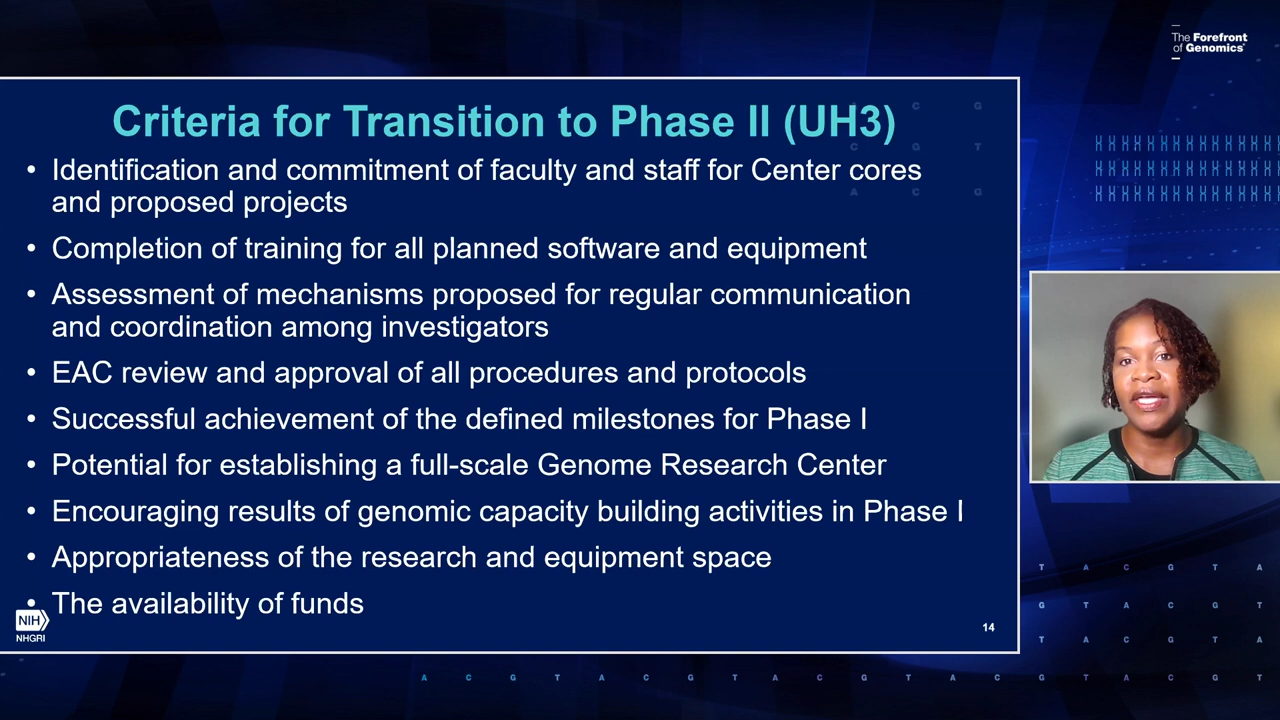 The Forefront
of Genomics®
Criteria for Transition to Phase II (UH3)
• Identification and commitment of faculty and staff for Center cores
and proposed projects
• Completion of training for all planned software and equipment
• Assessment of mechanisms proposed for regular communication
and coordination among investigators
• EAC review and approval of all procedures and protocols
• Successful achievement of the defined milestones for Phase I
• Potential for establishing a full-scale Genome Research Center
• Encouraging results of genomic capacity building activities in Phase I
• Appropriateness of the research and equipment space
• The availability of funds
NIH
NHGRI
14
C G
C G T
A C G
T A C G T A
G T A C G T
T A C G T A
A C G T A C G T A C G T A C G T A C G T